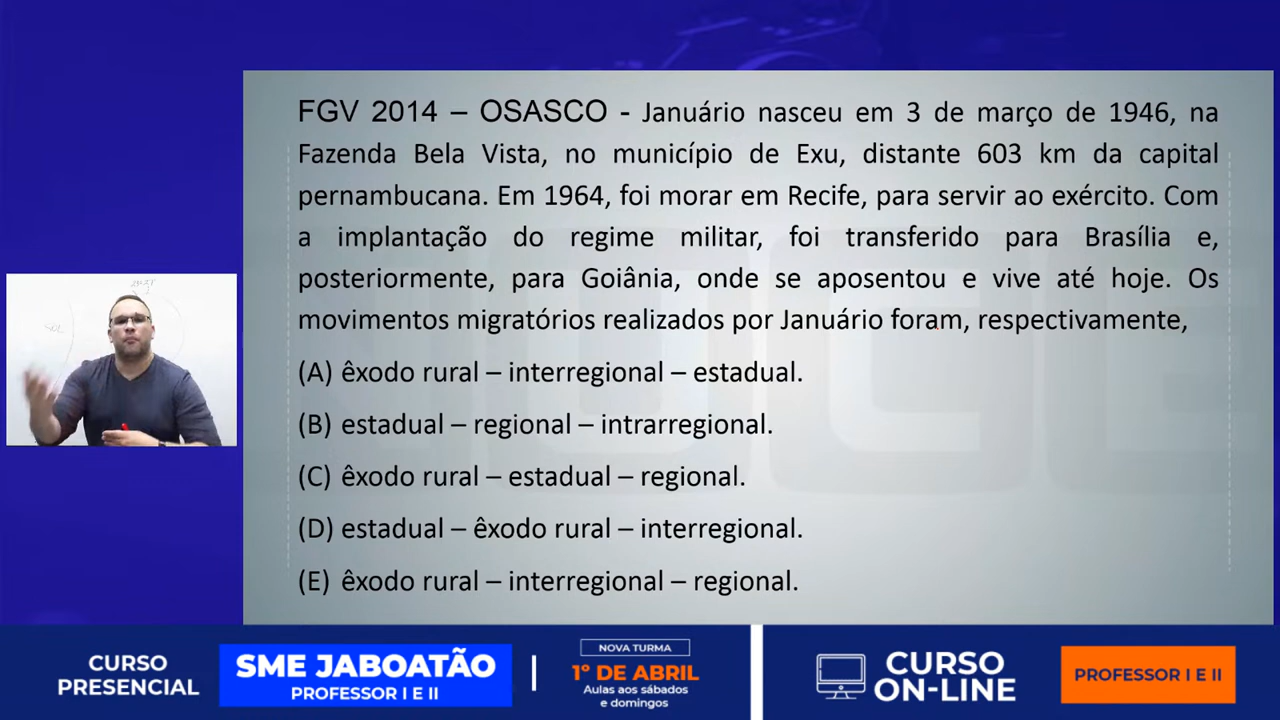 FGV 2014 – OSASCO - Januário nasceu em 3 de março de 1946, na
Fazenda Bela Vista, no município de Exu, distante 603 km da capital
pernambucana. Em 1964, foi morar em Recife, para servir ao exército. Com
a implantação do regime militar, foi transferido para Brasília e,
posteriormente, para Goiânia, onde se aposentou e vive até hoje. Os
movimentos migratórios realizados por Januário foram, respectivamente,
(A) êxodo rural – interregional – estadual.
(B) estadual – regional – intrarregional.
(C) êxodo rural – estadual – regional.
(D) estadual – êxodo rural – interregional.
(E) êxodo rural – interregional – regional.
CURSO
PRESENCIAL
SME JABOATÃO
PROFESSOR I E II
NOVA TURMA
1º DE ABRIL
Aulas aos sábados
e domingos
CURSO
ON-LINE
PROFESSOR I E II